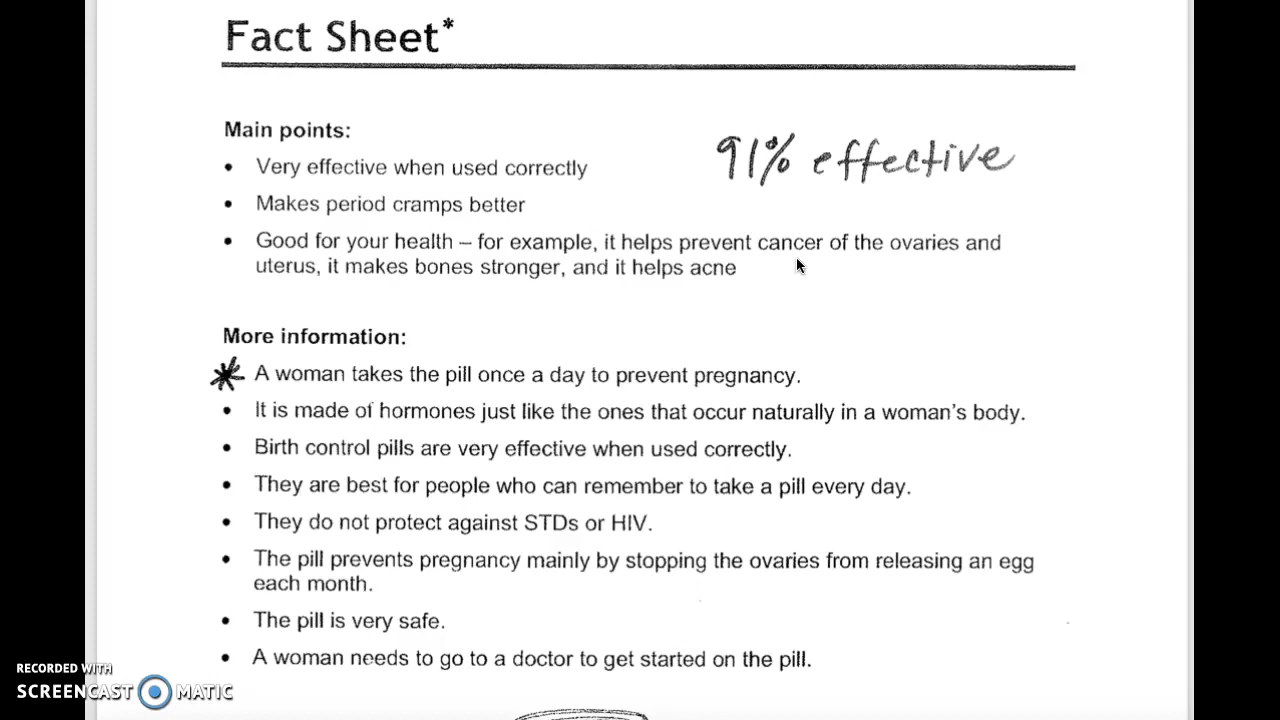 Fact Sheet*
Main points:
• Very effective when used correctly
91% effective
• Makes period cramps better
• Good for your health – for example, it helps prevent cancer of the ovaries and
uterus, it makes bones stronger, and it helps acne
More information:
A woman takes the pill once a day to prevent pregnancy.
• It is made of hormones just like the ones that occur naturally in a woman's body.
• Birth control pills are very effective when used correctly.
• They are best for people who can remember to take a pill every day.
• They do not protect against STDs or HIV.
• The pill prevents pregnancy mainly by stopping the ovaries from releasing an egg
each month.
• The pill is very safe.
• A woman needs to go to a doctor to get started on the pill.
RECORDED WITH
SCREENCAST MATIC